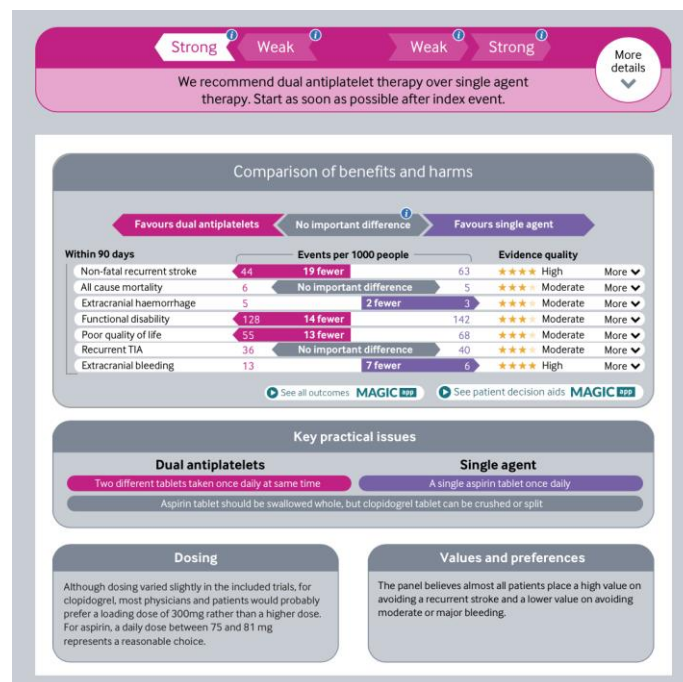 Strong Weak Weak Strong
More
details
We recommend dual antiplatelet therapy over single agent
therapy. Start as soon as possible after index event.
Comparison of benefits and harms
Favours dual antiplatelets No important difference Favours single agent
Within 90 days Events per 1000 people Evidence quality
Non-fatal recurrent stroke 44 19 fewer 63 High More
All cause mortality 6 No important difference 5 Moderate More
Extracranial haemorrhage 5 2 fewer 3 Moderate More
Functional disability 128 14 fewer 142 Moderate More
Poor quality of life 55 13 fewer 68 Moderate More
Recurrent TIA 36 No important difference 40 Moderate More
Extracranial bleeding 13 7 fewer 6 High More
See all outcomes MAGIC app See patient decision aids MAGIC app
Key practical issues
Dual antiplatelets Single agent
Two different tablets taken once daily at same time A single aspirin tablet once daily
Aspirin tablet should be swallowed whole, but clopidogrel tablet can be crushed or split
Dosing
Although dosing varied slightly in the included trials, for
clopidogrel, most physicians and patients would probably
prefer a loading dose of 300mg rather than a higher dose.
For aspirin, a daily dose between 75 and 81 mg
represents a reasonable choice.
Values and preferences
The panel believes almost all patients place a high value on
avoiding a recurrent stroke and a lower value on avoiding
moderate or major bleeding.